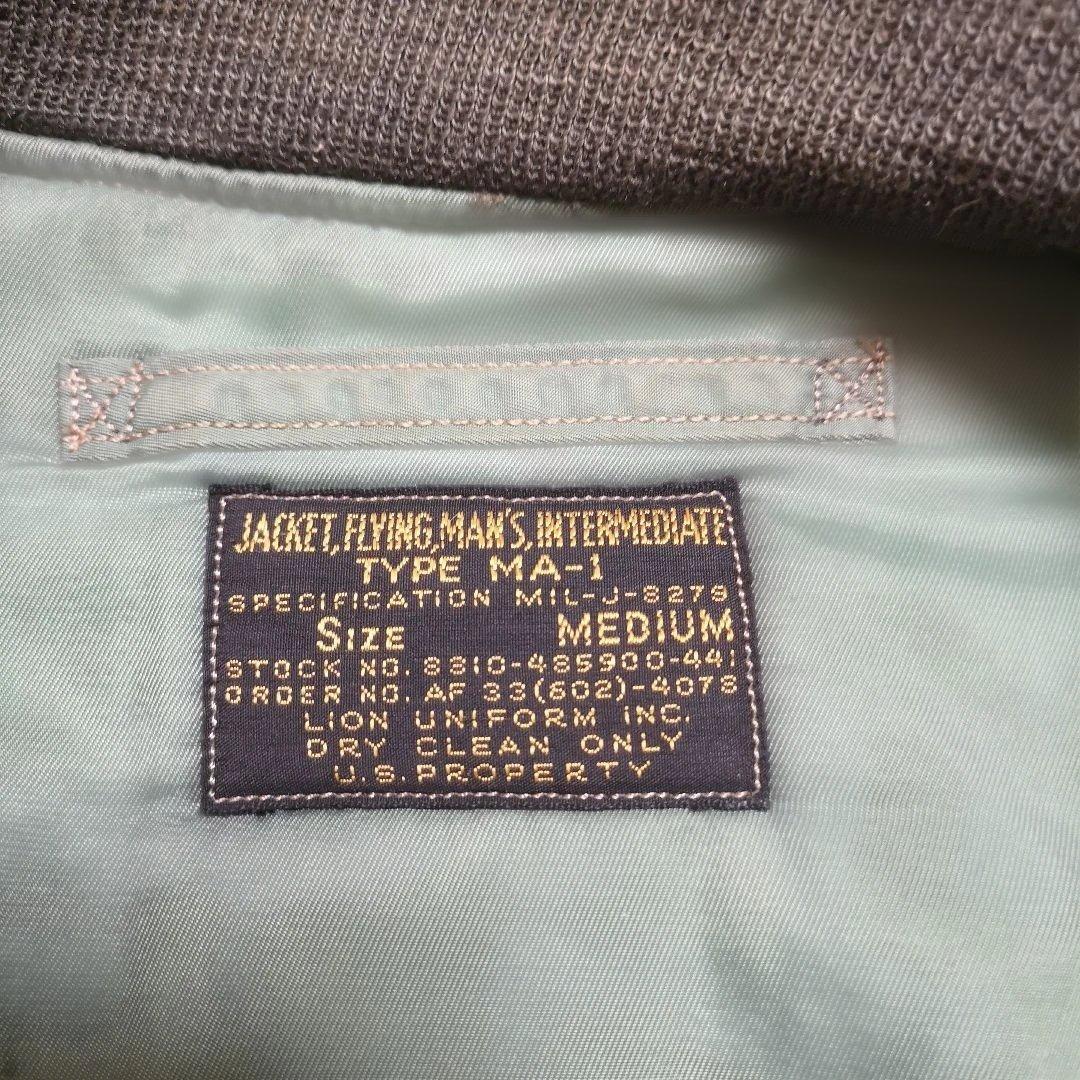 JACKET, FLYING, MAN'S, INTERMEDIATE
TYPE MA-1
SPECIFICATION MIL-J-8279
SIZE MEDIUM
STOCK NO. 8310-485900-441
ORDER NO. AF 33(602)-4078
LION UNIFORM INC.
DRY CLEAN ONLY
U.S. PROPERTY